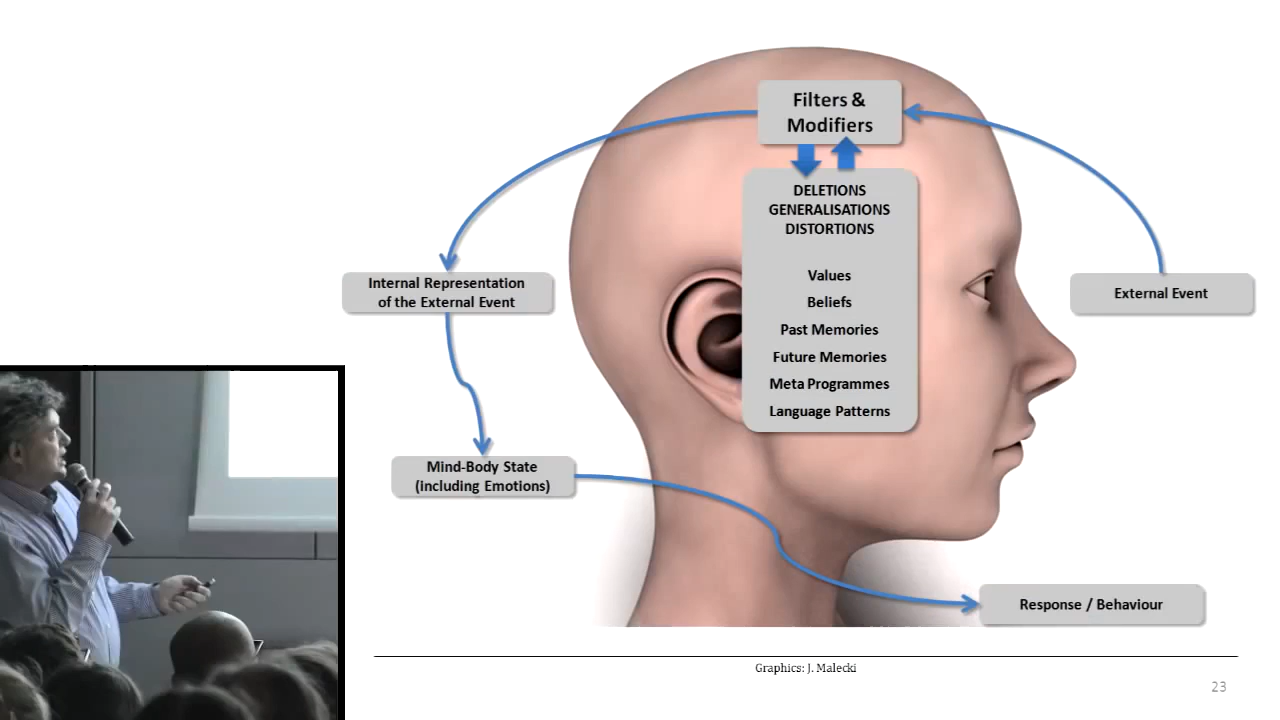 Filters &
Modifiers
DELETIONS
GENERALISATIONS
DISTORTIONS
Values
Beliefs
Past Memories
Future Memories
Meta Programmes
Language Patterns
Internal Representation
of the External Event
External Event
Mind-Body State
(including Emotions)
Response / Behaviour
Graphics: J. Malecki
23